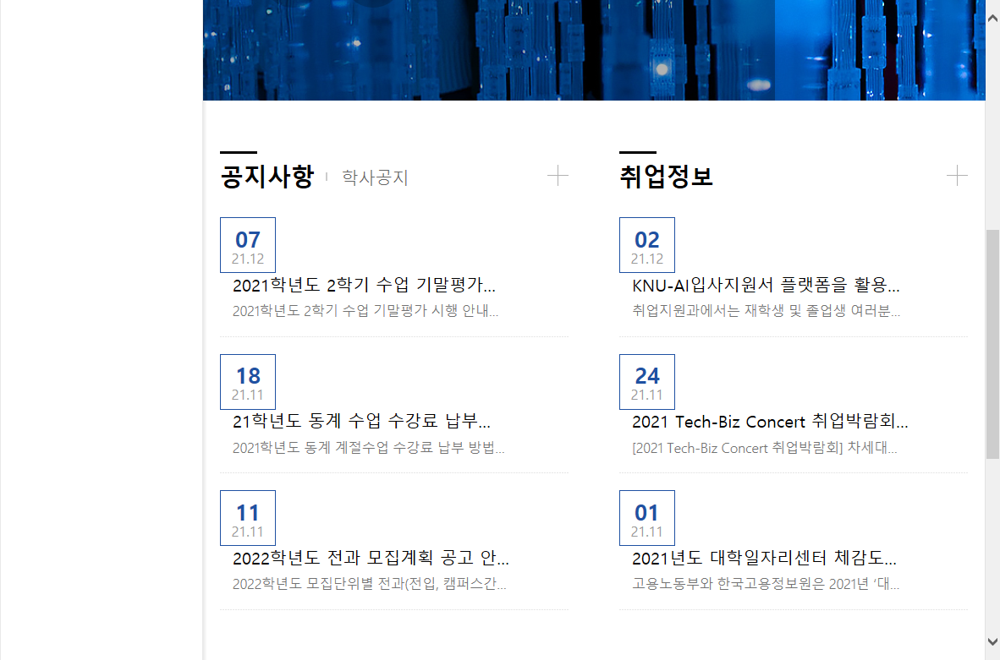 공지사항
학사공지
07
21.12
2021학년도 2학기 수업 기말평가...
2021학년도 2학기 수업 기말평가 시행 안내...
18
21.11
21학년도 동계 수업 수강료 납부...
2021학년도 동계 계절수업 수강료 납부 방법...
11
21.11
2022학년도 전과 모집계획 공고 안...
2022학년도 모집단위별 전과(전입, 캠퍼스간...
취업정보
02
21.12
KNU-AI입사지원서 플랫폼을 활용...
취업지원과에서는 재학생 및 졸업생 여러분...
24
21.11
2021 Tech-Biz Concert 취업박람회...
[2021 Tech-Biz Concert 취업박람회] 차세대...
01
21.11
2021년도 대학일자리센터 체감도...
고용노동부와 한국고용정보원은 2021년 '대...